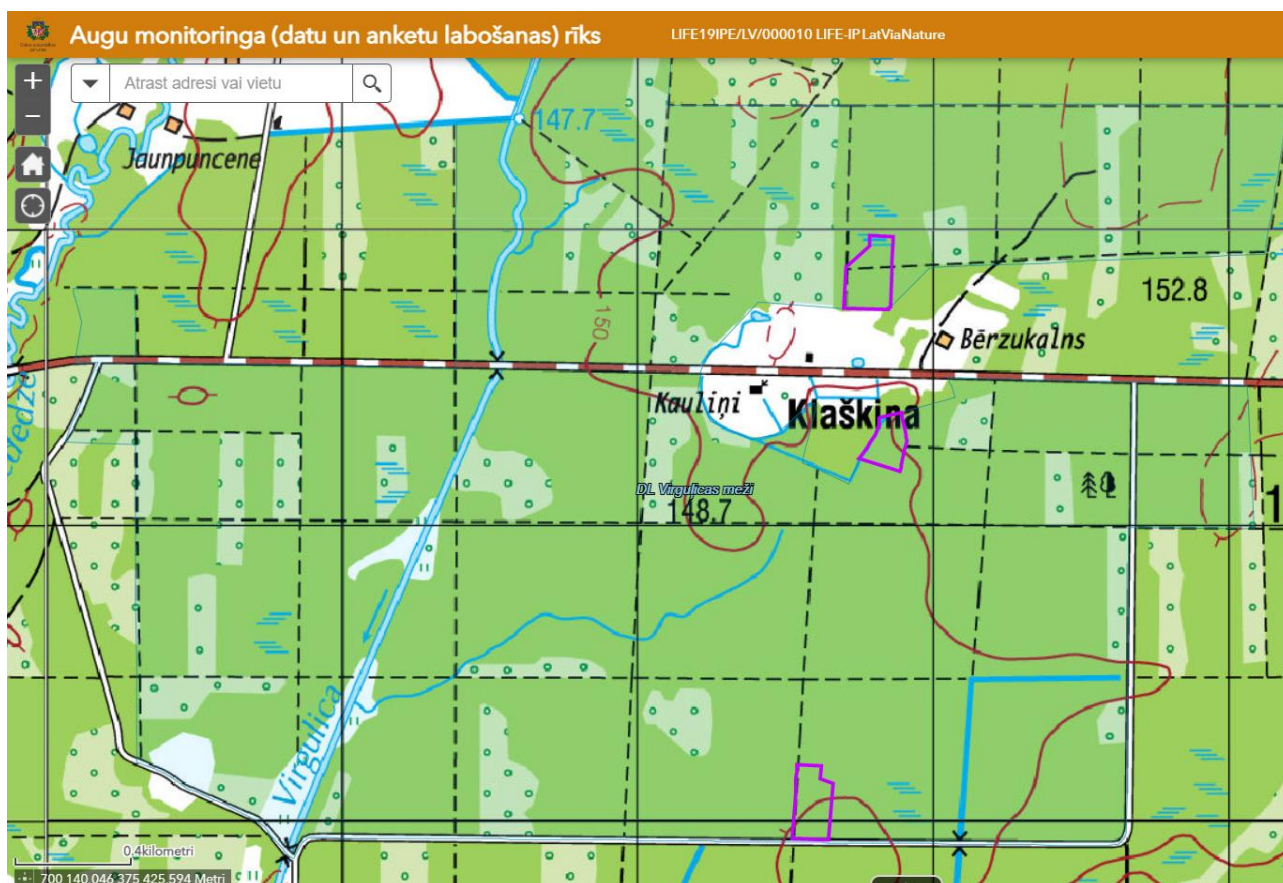 Augu monitoringa (datu un anketu labošanas) rīks
LIFE19IPE/LV/000010 LIFE-IP LatViaNature
+
Atrast adresi vai vietu
−
147.7
Jaunpuncene
152.8
150
Bērzukalns
Kauliņi
Klaškina
DL Virguļicas meži
148.7
1
Virgulica
0,4kilometri
700 140,046 375 425,594 Metri